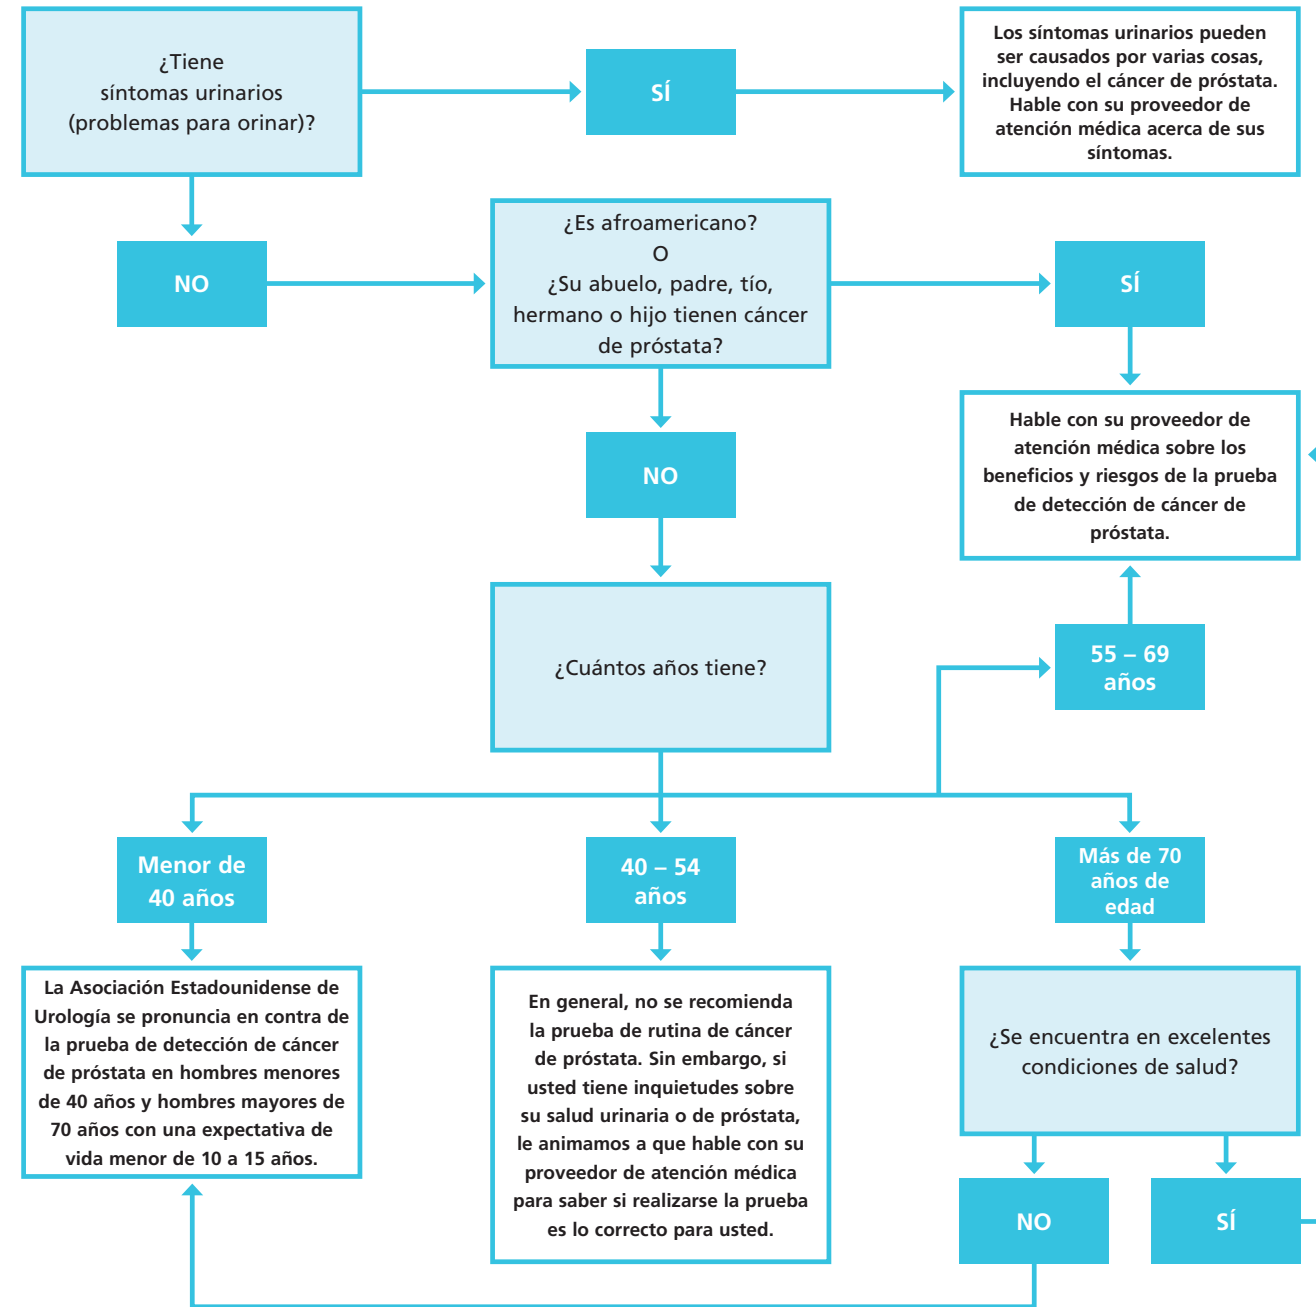 ¿Tiene
síntomas urinarios
(problemas para orinar)?
SÍ
Los síntomas urinarios pueden
ser causados por varias cosas,
incluyendo el cáncer de próstata.
Hable con su proveedor de
atención médica acerca de sus
síntomas.
NO
¿Es afroamericano?
O
¿Su abuelo, padre, tío,
hermano o hijo tienen cáncer
de próstata?
SÍ
Hable con su proveedor de
atención médica sobre los
beneficios y riesgos de la prueba
de detección de cáncer de
próstata.
NO
¿Cuántos años tiene?
55 – 69
años
Menor de
40 años
40 – 54
años
Más de 70
años de
edad
La Asociación Estadounidense de
Urología se pronuncia en contra de
la prueba de detección de cáncer
de próstata en hombres menores
de 40 años y hombres mayores de
70 años con una expectativa de
vida menor de 10 a 15 años.
En general, no se recomienda
la prueba de rutina de cáncer
de próstata. Sin embargo, si
usted tiene inquietudes sobre
su salud urinaria o de próstata,
le animamos a que hable con su
proveedor de atención médica
para saber si realizarse la prueba
es lo correcto para usted.
¿Se encuentra en excelentes
condiciones de salud?
NO
SÍ